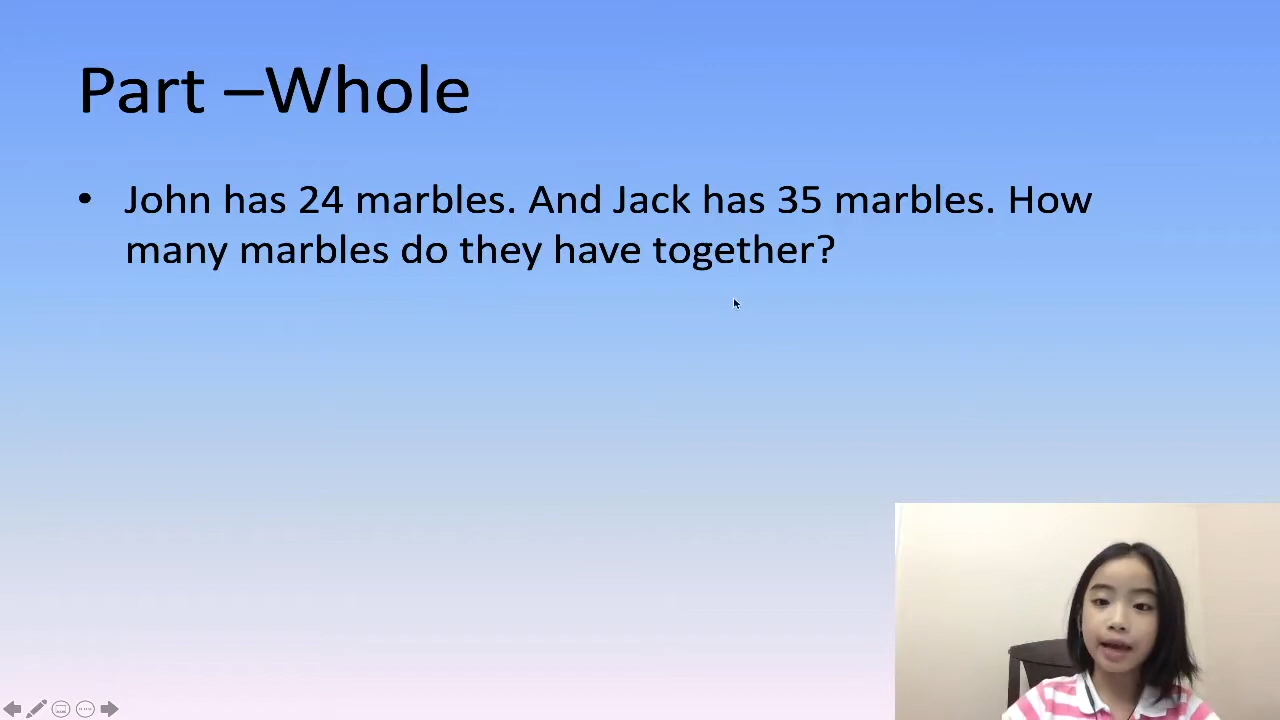 Part –Whole
• John has 24 marbles. And Jack has 35 marbles. How
many marbles do they have together?